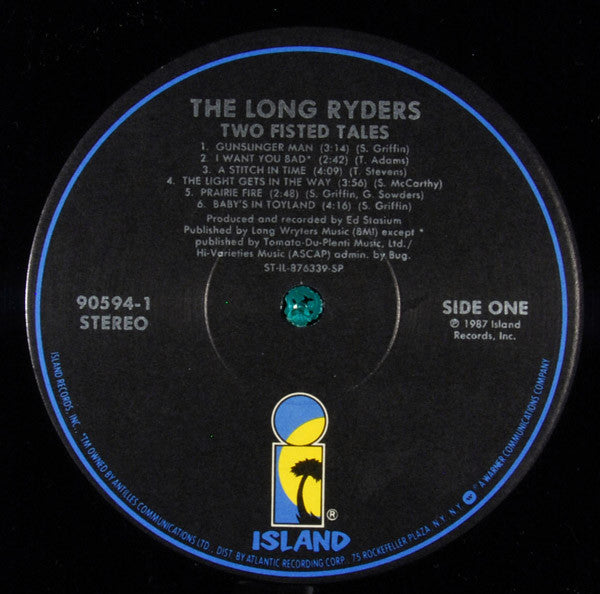 THE LONG RYDERS
TWO FISTED TALES
1. GUNSLINGER MAN (3:14) (S. Griffin)
2. I WANT YOU BAD* (2:42) (T. Adams)
3. A STITCH IN TIME (4:09) (T. Stevens)
4. THE LIGHT GETS IN THE WAY (3:56) (S. McCarthy)
5. PRAIRIE FIRE (2:48) (S. Griffin, G. Sowders)
6. BABY'S IN TOYLAND (4:16) (S. Griffin)
Produced and recorded by Ed Stasium
Published by Long Wryters Music (BMI) except *
published by Tomato-Du-Plenti Music, Ltd./
Hi-Varieties Music (ASCAP) admin. by Bug.
ST-IL-876339-SP
90594-1
STEREO
SIDE ONE
℗ 1987 Island
Records, Inc.
ISLAND®
ISLAND RECORDS, INC., *TM OWNED BY ANTILLES COMMUNICATIONS LTD., DIST. BY ATLANTIC RECORDING CORP., 75 ROCKEFELLER PLAZA, N.Y., N.Y. A WARNER COMMUNICATIONS COMPANY